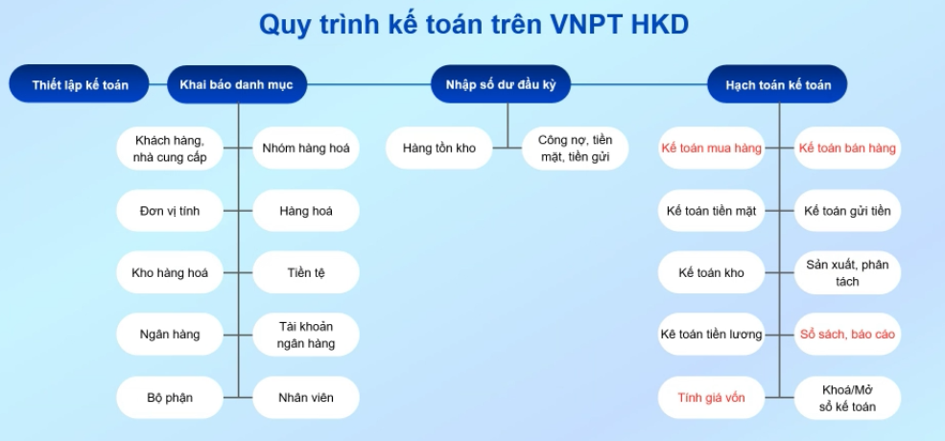 Quy trình kế toán trên VNPT HKD
Thiết lập kế toán
Khai báo danh mục
Nhập số dư đầu kỳ
Hạch toán kế toán
Khách hàng,
nhà cung cấp
Nhóm hàng hoá
Đơn vị tính
Hàng hoá
Kho hàng hoá
Tiền tệ
Ngân hàng
Tài khoản
ngân hàng
Bộ phận
Nhân viên
Hàng tồn kho
Công nợ, tiền
mặt, tiền gửi
Kế toán mua hàng
Kế toán bán hàng
Kế toán tiền mặt
Kế toán gửi tiền
Kế toán kho
Sản xuất, phân
tách
Kê toán tiền lương
Sổ sách, báo cáo
Tính giá vốn
Khoá/Mở
sổ kế toán